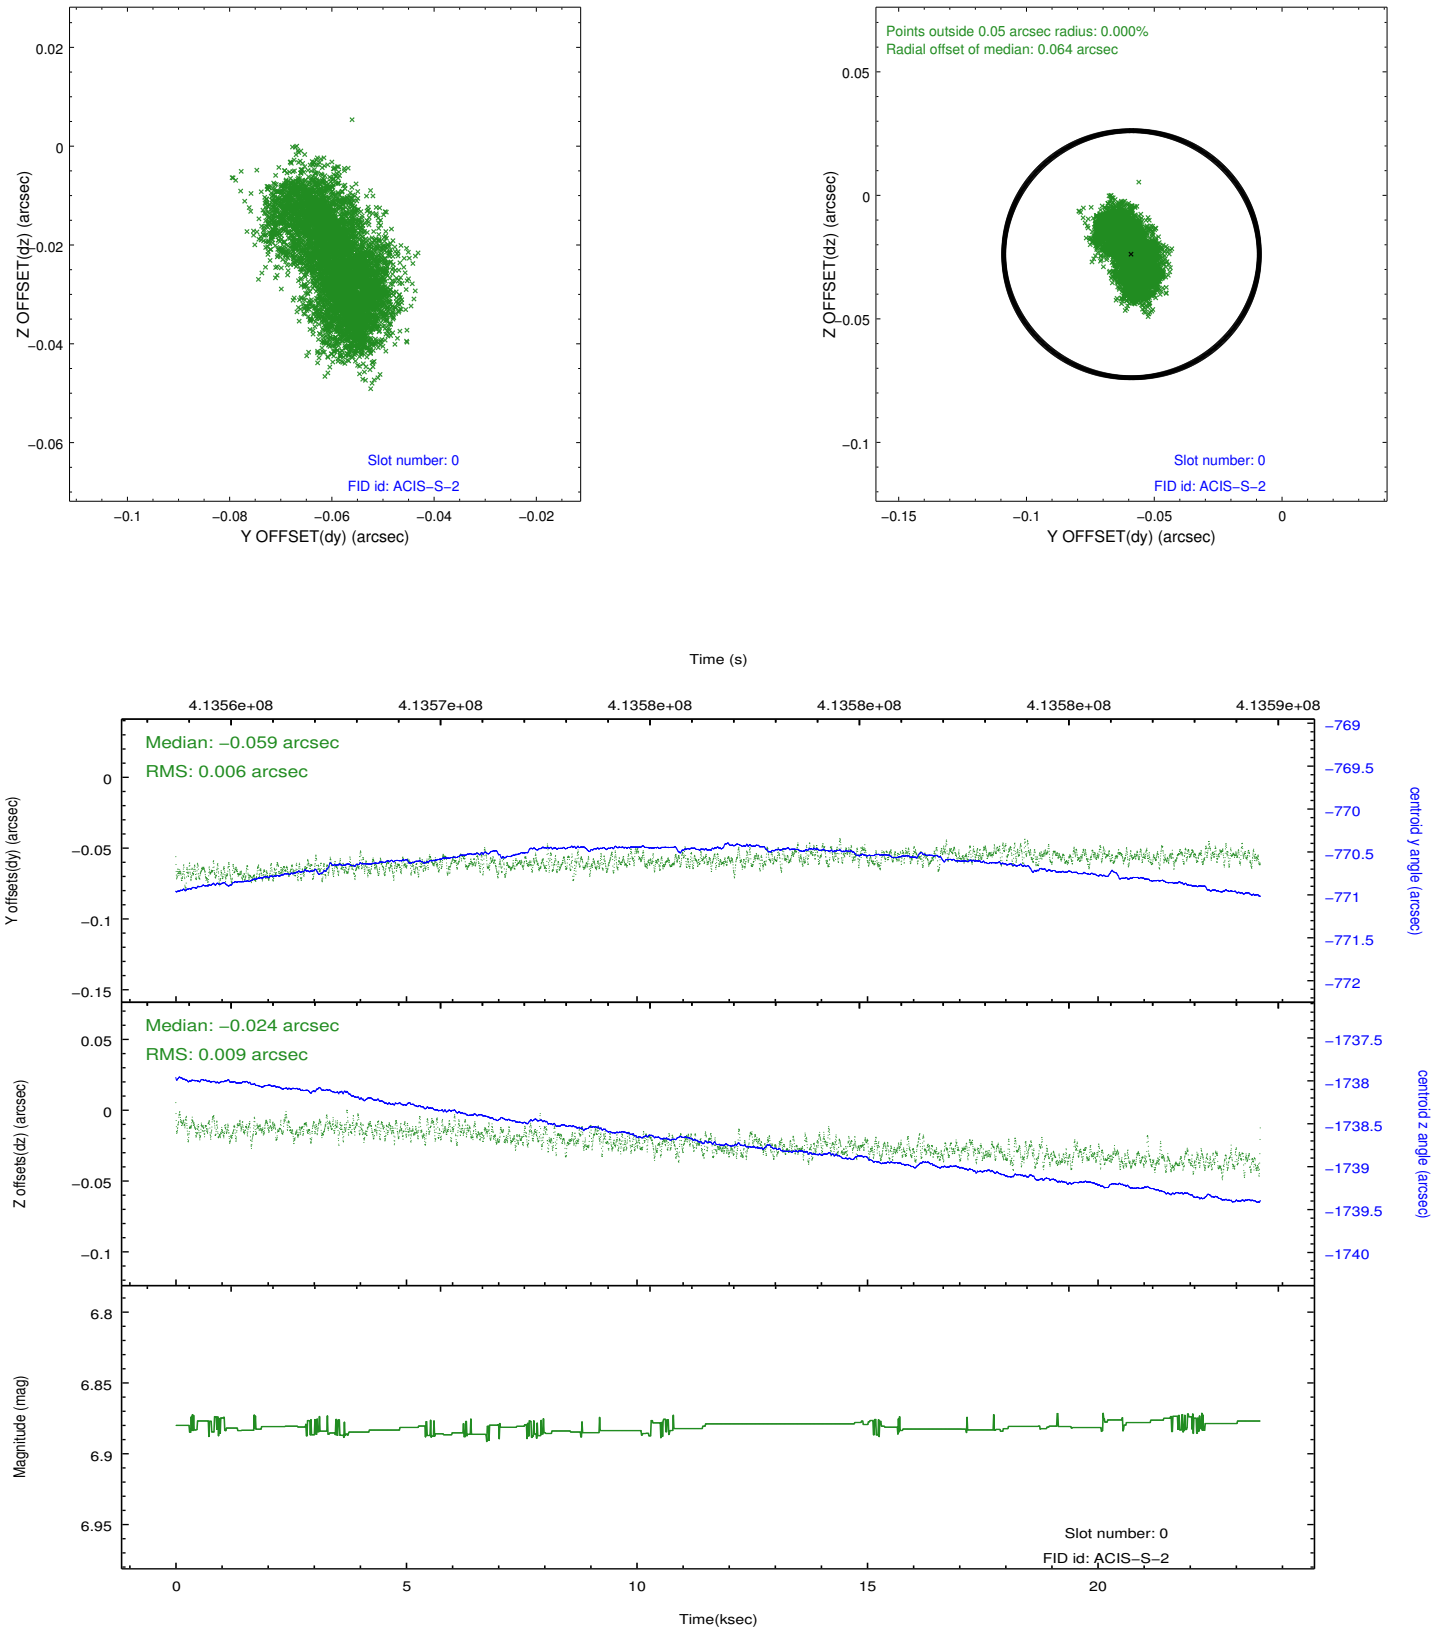 0.02
0
−0.02
−0.04
−0.06
Z OFFSET(dz) (arcsec)
Slot number: 0
FID id: ACIS−S−2
−0.1
−0.08
−0.06
−0.04
−0.02
Y OFFSET(dy) (arcsec)
Points outside 0.05 arcsec radius: 0.000%
Radial offset of median: 0.064 arcsec
0.05
0
−0.05
−0.1
Z OFFSET(dz) (arcsec)
Slot number: 0
FID id: ACIS−S−2
−0.15
−0.1
−0.05
0
Y OFFSET(dy) (arcsec)
Time (s)
4.1356e+08
4.1357e+08
4.1358e+08
4.1358e+08
4.1358e+08
4.1359e+08
Median: −0.059 arcsec
RMS: 0.006 arcsec
0
−0.05
−0.1
−0.15
Y offsets(dy) (arcsec)
−769
−769.5
−770
−770.5
−771
−771.5
−772
centroid y angle (arcsec)
Median: −0.024 arcsec
RMS: 0.009 arcsec
0.05
0
−0.05
−0.1
Z offsets(dz) (arcsec)
−1737.5
−1738
−1738.5
−1739
−1739.5
−1740
centroid z angle (arcsec)
6.8
6.85
6.9
6.95
Magnitude (mag)
Slot number: 0
FID id: ACIS−S−2
0
5
10
15
20
Time(ksec)